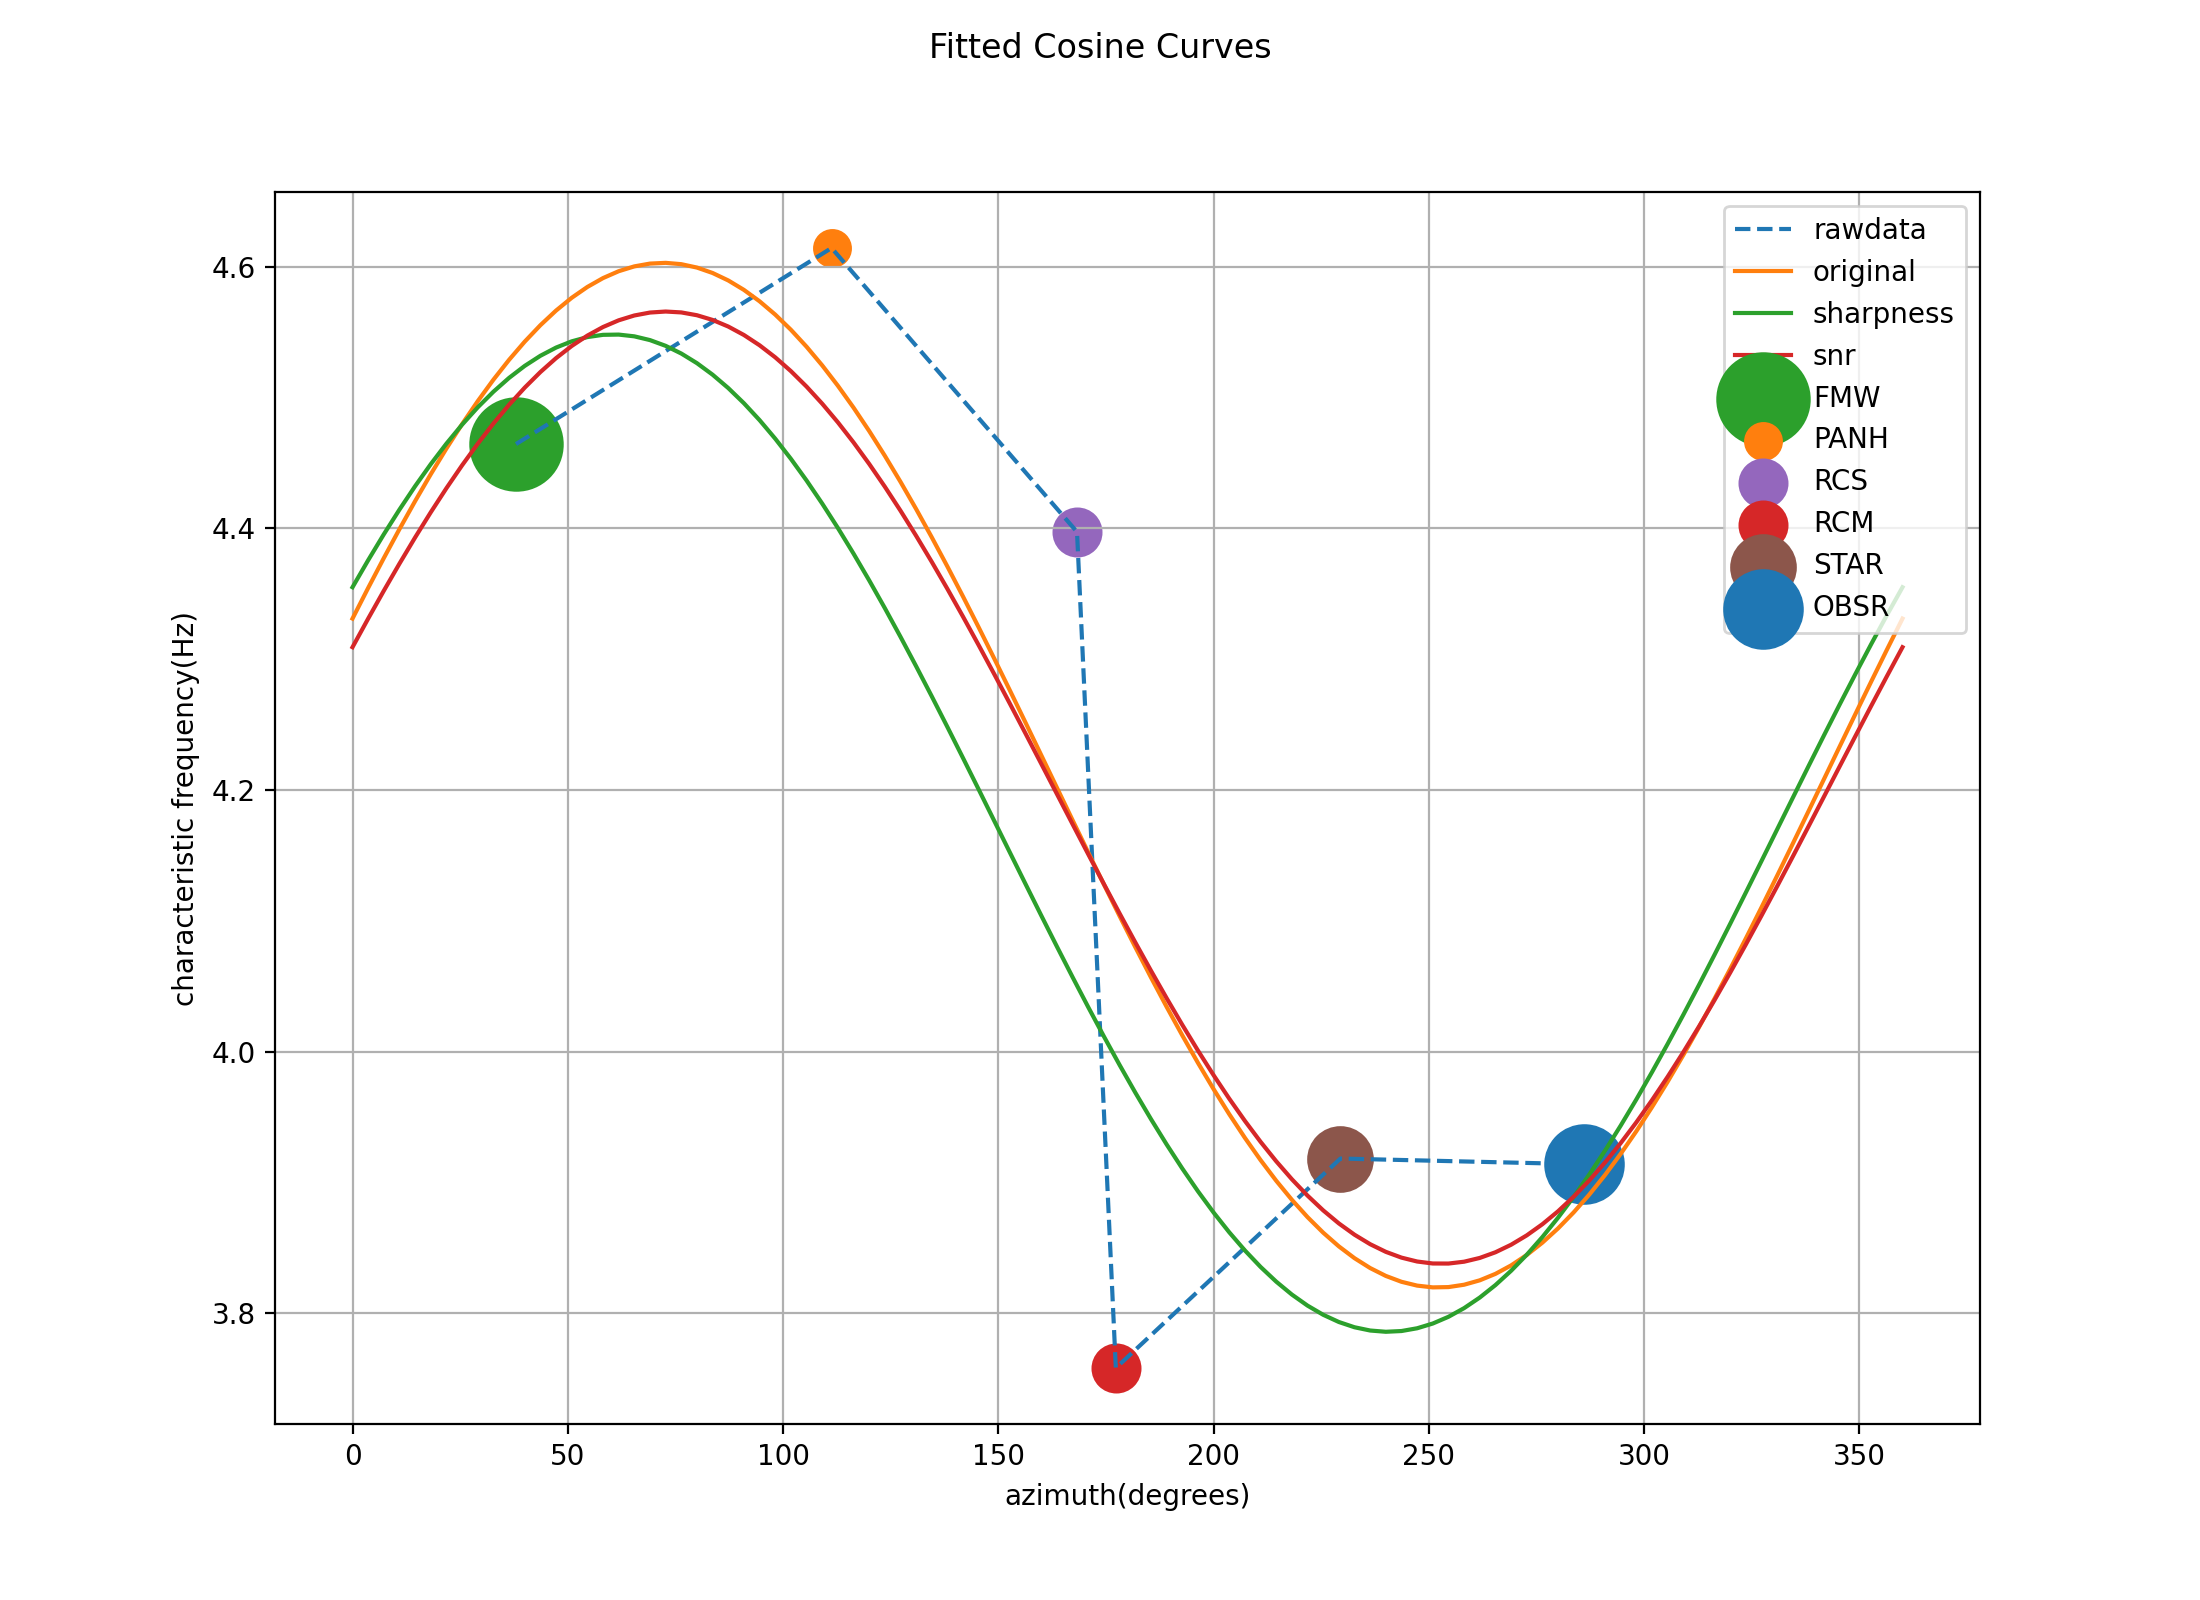 Fitted Cosine Curves
rawdata
original
sharpness
snr
FMW
PANH
RCS
RCM
STAR
OBSR
4.6
4.4
4.2
4.0
3.8
characteristic frequency(Hz)
0 50 100 150 200 250 300 350
azimuth(degrees)